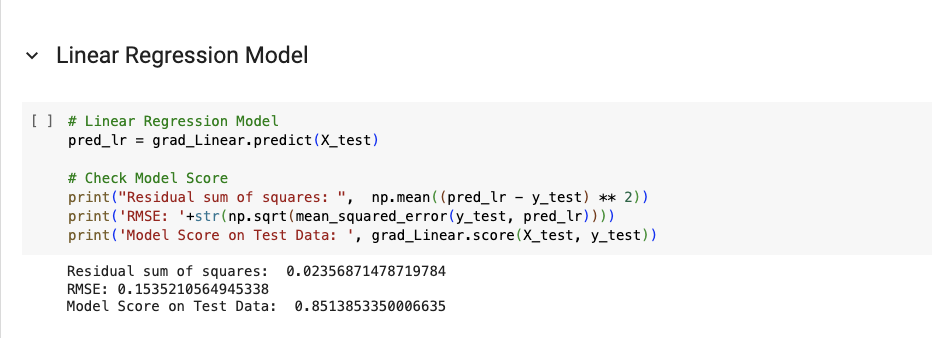 Linear Regression Model
[ ] # Linear Regression Model
pred_lr = grad_Linear.predict(X_test)
# Check Model Score
print("Residual sum of squares: ",  np.mean((pred_lr - y_test) ** 2))
print('RMSE: '+str(np.sqrt(mean_squared_error(y_test, pred_lr))))
print('Model Score on Test Data: ', grad_Linear.score(X_test, y_test))
Residual sum of squares:  0.02356871478719784
RMSE: 0.1535210564945338
Model Score on Test Data:  0.8513853350006635